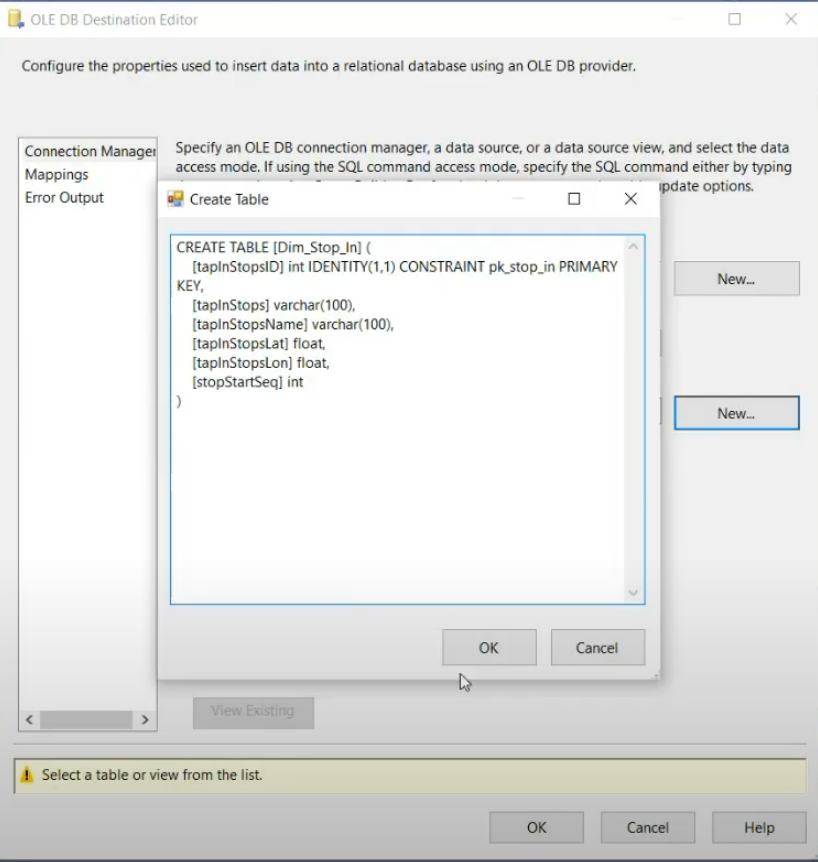 OLE DB Destination Editor
Configure the properties used to insert data into a relational database using an OLE DB provider.
Connection Manager
Mappings
Error Output
Specify an OLE DB connection manager, a data source, or a data source view, and select the data
access mode. If using the SQL command access mode, specify the SQL command either by typing
update options.
Create Table
CREATE TABLE [Dim_Stop_In] (
[tapInStopsID] int IDENTITY(1,1) CONSTRAINT pk_stop_in PRIMARY
KEY,
[tapInStops] varchar(100),
[tapInStopsName] varchar(100),
[tapInStopsLat] float,
[tapInStopsLon] float,
[stopStartSeq] int
)
New...
New...
OK
Cancel
View Existing
Select a table or view from the list.
OK
Cancel
Help